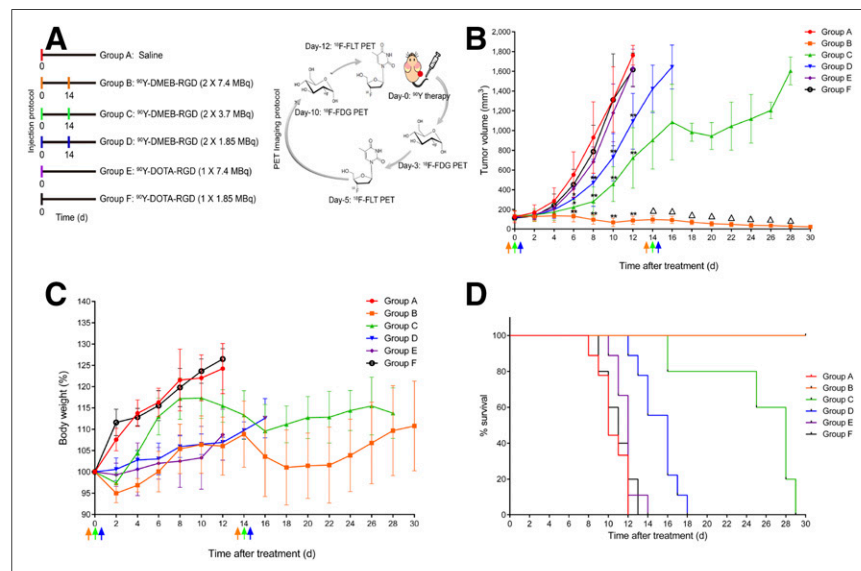 A
Group A: Saline
0
Group B: ⁹⁰Y-DMEB-RGD (2 X 7.4 MBq)
0 14
Group C: ⁹⁰Y-DMEB-RGD (2 X 3.7 MBq)
0 14
Group D: ⁹⁰Y-DMEB-RGD (2 X 1.85 MBq)
0 14
Group E: ⁹⁰Y-DOTA-RGD (1 X 7.4 MBq)
0
Group F: ⁹⁰Y-DOTA-RGD (1 X 1.85 MBq)
0
Time (d)
Injection protocol
PET Imaging protocol
Day-12: ¹⁸F-FLT PET
Day-0: ⁹⁰Y therapy
Day-10: ¹⁸F-FDG PET
Day-3: ¹⁸F-FDG PET
Day-5: ¹⁸F-FLT PET
B
Tumor volume (mm³)
2,000
1,800
1,600
1,400
1,200
1,000
800
600
400
200
0
0 2 4 6 8 10 12 14 16 18 20 22 24 26 28 30
Time after treatment (d)
Group A
Group B
Group C
Group D
Group E
Group F
C
Body weight (%)
140
135
130
125
120
115
110
105
100
95
90
0 2 4 6 8 10 12 14 16 18 20 22 24 26 28 30
Time after treatment (d)
Group A
Group B
Group C
Group D
Group E
Group F
D
% survival
100
80
60
40
20
0
0 2 4 6 8 10 12 14 16 18 20 22 24 26 28 30
Time after treatment (d)
Group A
Group B
Group C
Group D
Group E
Group F